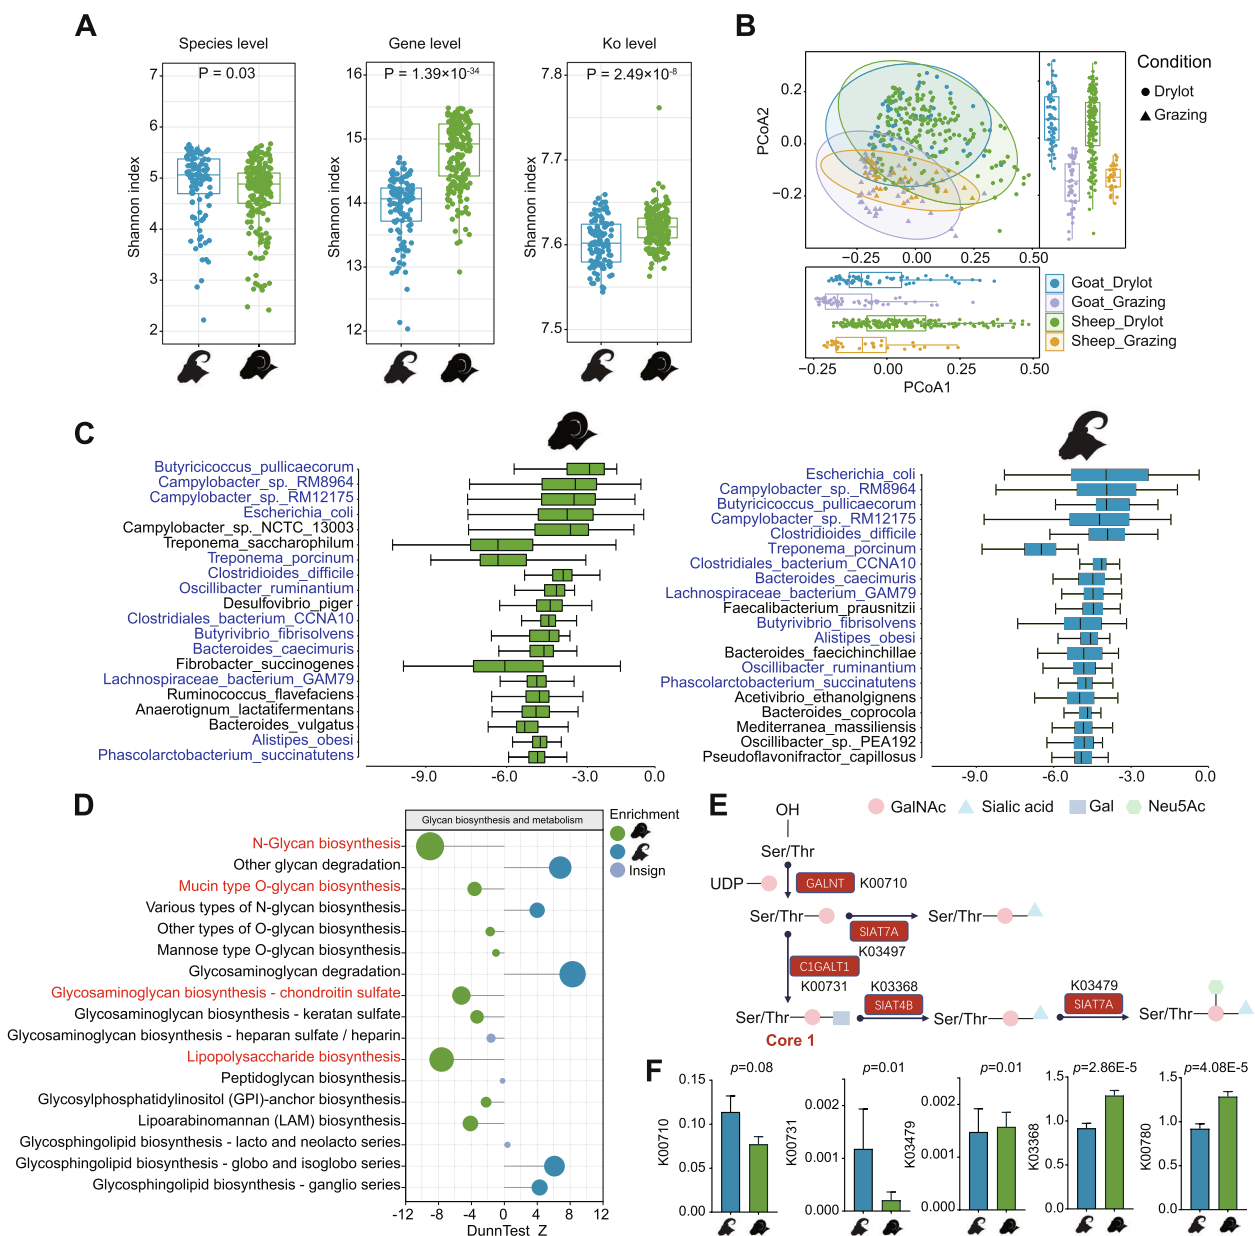 A
Species level
Gene level
Ko level
P = 0.03
P = 1.39×10-34
P = 2.49×10-8
Shannon index
7
6
5
4
3
2
Shannon index
16
15
14
13
12
Shannon index
7.8
7.7
7.6
7.5
B
PCoA2
0.2
0.0
−0.2
−0.25
0.00
0.25
0.50
Condition
Drylot
Grazing
Goat_Drylot
Goat_Grazing
Sheep_Drylot
Sheep_Grazing
−0.25
0.00
0.25
0.50
PCoA1
C
Butyricicoccus_pullicaecorum
Campylobacter_sp._RM8964
Campylobacter_sp._RM12175
Escherichia_coli
Campylobacter_sp._NCTC_13003
Treponema_saccharophilum
Treponema_porcinum
Clostridioides_difficile
Oscillibacter_ruminantium
Desulfovibrio_piger
Clostridiales_bacterium_CCNA10
Butyrivibrio_fibrisolvens
Bacteroides_caecimuris
Fibrobacter_succinogenes
Lachnospiraceae_bacterium_GAM79
Ruminococcus_flavefaciens
Anaerotignum_lactatifermentans
Bacteroides_vulgatus
Alistipes_obesi
Phascolarctobacterium_succinatutens
-9.0
-6.0
-3.0
0.0
Escherichia_coli
Campylobacter_sp._RM8964
Butyricicoccus_pullicaecorum
Campylobacter_sp._RM12175
Clostridioides_difficile
Treponema_porcinum
Clostridiales_bacterium_CCNA10
Bacteroides_caecimuris
Lachnospiraceae_bacterium_GAM79
Faecalibacterium_prausnitzii
Butyrivibrio_fibrisolvens
Alistipes_obesi
Bacteroides_faecichinchillae
Oscillibacter_ruminantium
Phascolarctobacterium_succinatutens
Acetivibrio_ethanolgignens
Bacteroides_coprocola
Mediterranea_massiliensis
Oscillibacter_sp._PEA192
Pseudoflavonifractor_capillosus
-9.0
-6.0
-3.0
0.0
D
Glycan biosynthesis and metabolism
Enrichment
Insign
N-Glycan biosynthesis
Other glycan degradation
Mucin type O-glycan biosynthesis
Various types of N-glycan biosynthesis
Other types of O-glycan biosynthesis
Mannose type O-glycan biosynthesis
Glycosaminoglycan degradation
Glycosaminoglycan biosynthesis - chondroitin sulfate
Glycosaminoglycan biosynthesis - keratan sulfate
Glycosaminoglycan biosynthesis - heparan sulfate / heparin
Lipopolysaccharide biosynthesis
Peptidoglycan biosynthesis
Glycosylphosphatidylinositol (GPI)-anchor biosynthesis
Lipoarabinomannan (LAM) biosynthesis
Glycosphingolipid biosynthesis - lacto and neolacto series
Glycosphingolipid biosynthesis - globo and isoglobo series
Glycosphingolipid biosynthesis - ganglio series
-12
-8
-4
0
4
8
12
DunnTest_Z
E
GalNAc
Sialic acid
Gal
Neu5Ac
OH
Ser/Thr
UDP
GALNT
K00710
Ser/Thr
SIAT7A
K03497
Ser/Thr
C1GALT1
K00731
Ser/Thr
Core 1
K03368
SIAT4B
Ser/Thr
K03479
SIAT7A
Ser/Thr
F
p=0.08
K00710
0.15
0.10
0.05
0.00
p=0.01
K00731
0.002
0.001
0.000
p=0.01
K03479
0.002
0.001
0.000
p=2.86E-5
K03368
1.5
1.0
0.5
0.0
p=4.08E-5
K00780
1.5
1.0
0.5
0.0